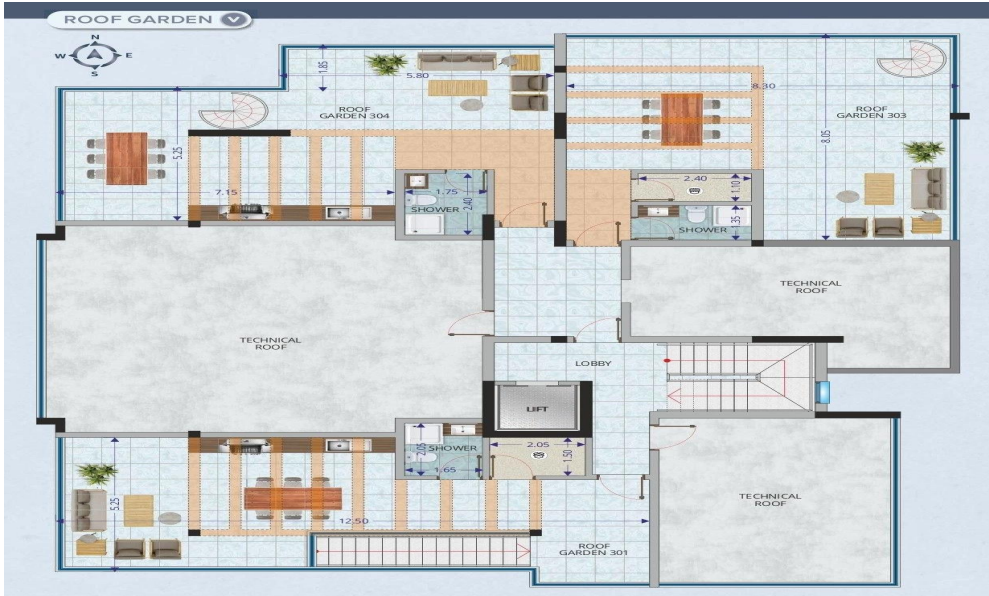 ROOF GARDEN
N
W E
S
1.85
5.80
ROOF
GARDEN 304
8.30
ROOF
GARDEN 303
8.05
5.25
7.15
1.75
2.40
SHOWER
2.40
1.10
SHOWER
1.35
TECHNICAL
ROOF
TECHNICAL
ROOF
LOBBY
LIFT
2.05
SHOWER
1.65
2.05
1.50
5.25
12.50
TECHNICAL
ROOF
ROOF
GARDEN 301